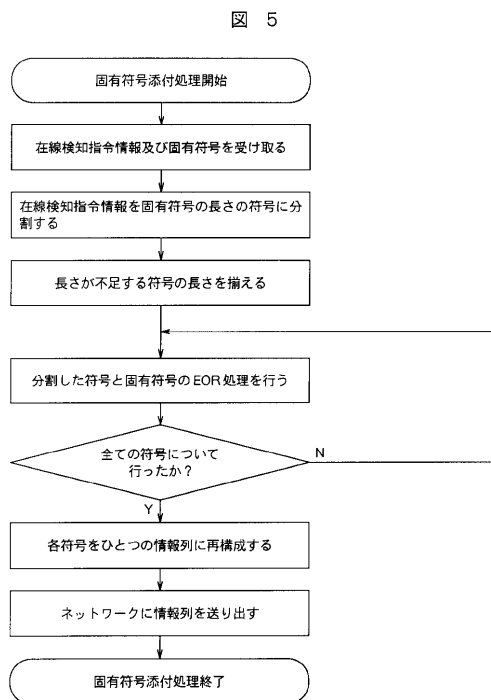 図 5
固有符号添付処理開始
在線検知指令情報及び固有符号を受け取る
在線検知指令情報を固有符号の長さの符号に分
割する
長さが不足する符号の長さを揃える
分割した符号と固有符号のEOR処理を行う
全ての符号について
行ったか？
N
Y
各符号をひとつの情報列に再構成する
ネットワークに情報列を送り出す
固有符号添付処理終了